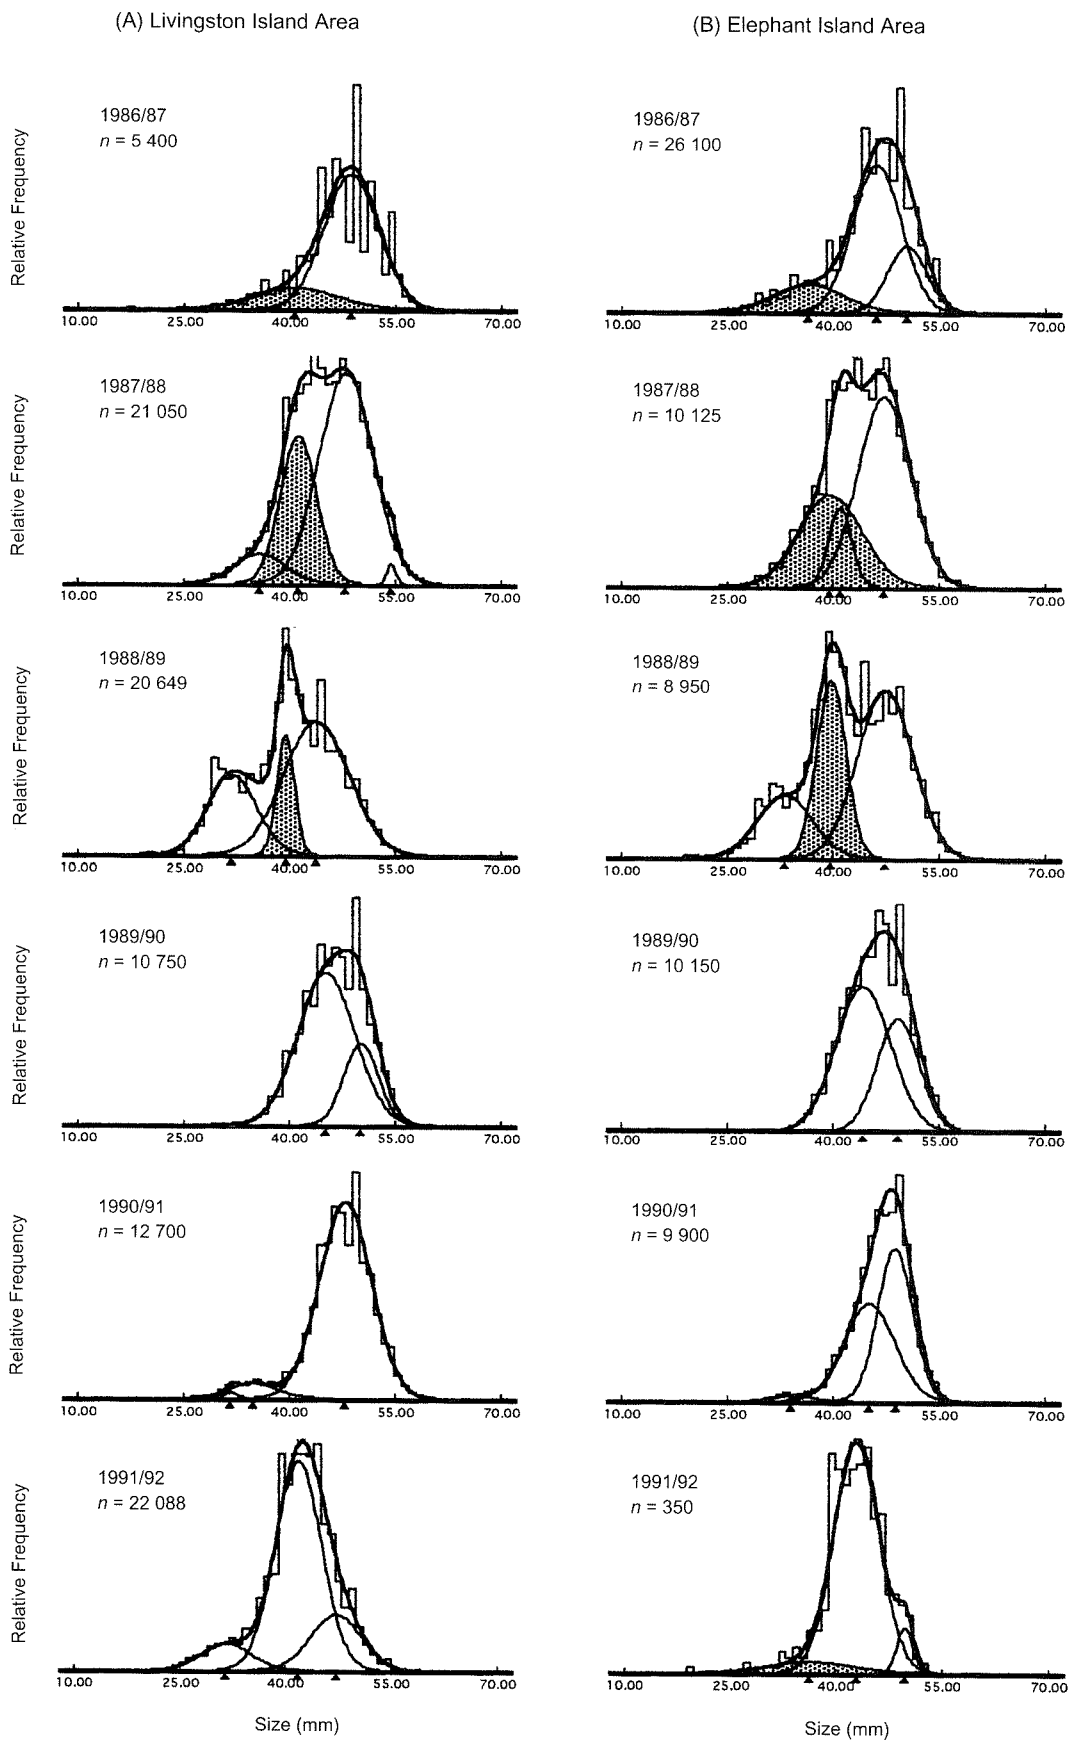 (A) Livingston Island Area
(B) Elephant Island Area
Relative Frequency
1986/87
n = 5 400
10.00 25.00 40.00 55.00 70.00
1986/87
n = 26 100
10.00 25.00 40.00 55.00 70.00
Relative Frequency
1987/88
n = 21 050
10.00 25.00 40.00 55.00 70.00
1987/88
n = 10 125
10.00 25.00 40.00 55.00 70.00
Relative Frequency
1988/89
n = 20 649
10.00 25.00 40.00 55.00 70.00
1988/89
n = 8 950
10.00 25.00 40.00 55.00 70.00
Relative Frequency
1989/90
n = 10 750
10.00 25.00 40.00 55.00 70.00
1989/90
n = 10 150
10.00 25.00 40.00 55.00 70.00
Relative Frequency
1990/91
n = 12 700
10.00 25.00 40.00 55.00 70.00
1990/91
n = 9 900
10.00 25.00 40.00 55.00 70.00
Relative Frequency
1991/92
n = 22 088
10.00 25.00 40.00 55.00 70.00
1991/92
n = 350
10.00 25.00 40.00 55.00 70.00
Size (mm)
Size (mm)